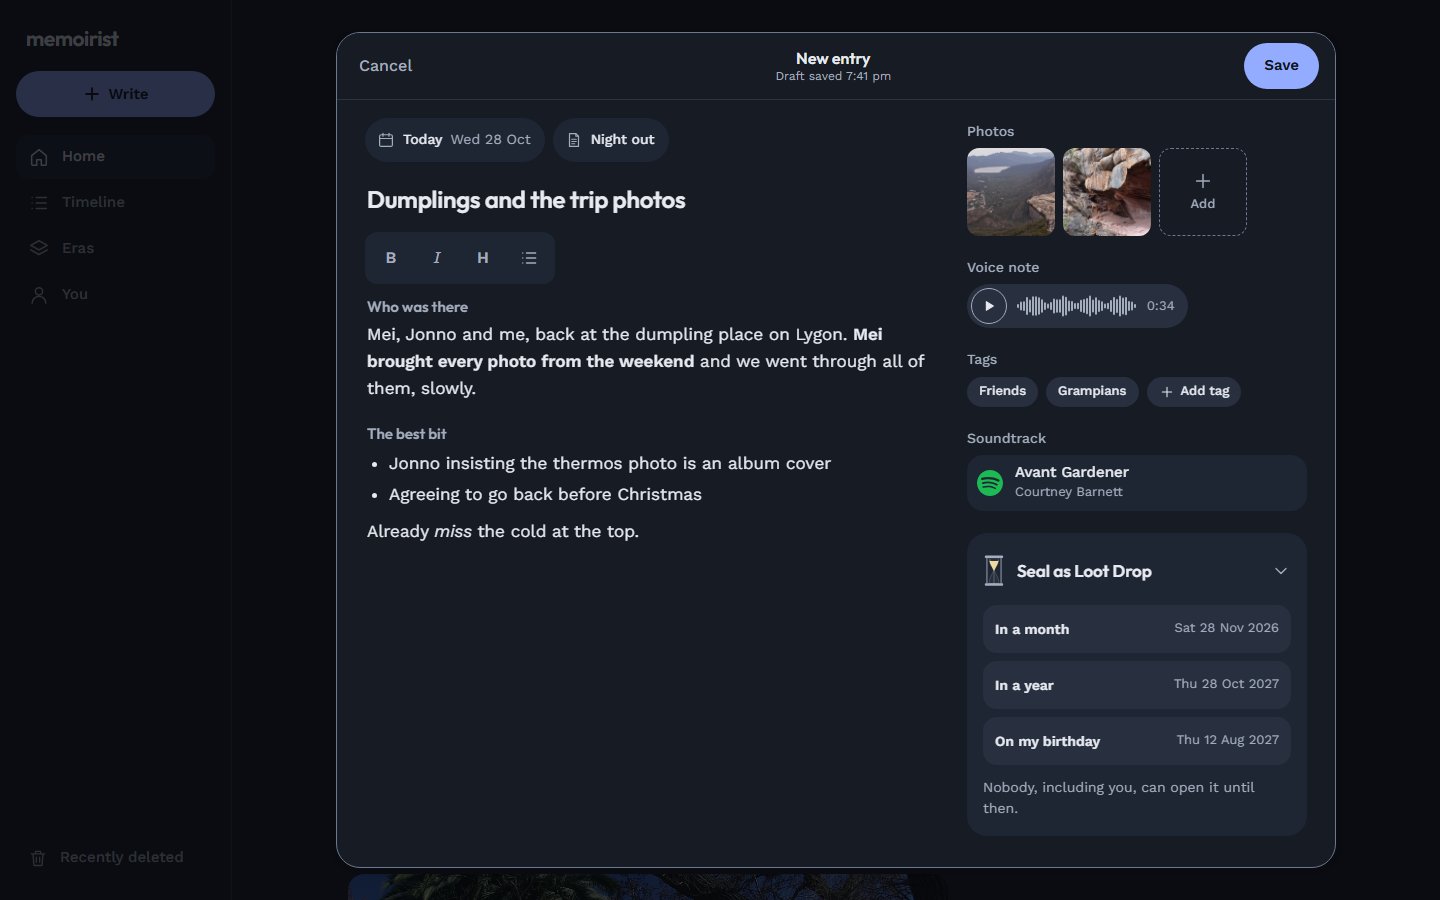 memoirist
Write
Home
Timeline
Eras
You
Recently deleted
Cancel
New entry
Draft saved 7:41 pm
Save
Today Wed 28 Oct
Night out
Dumplings and the trip photos
B I H
Who was there
Mei, Jonno and me, back at the dumpling place on Lygon. Mei
brought every photo from the weekend and we went through all of
them, slowly.
The best bit
• Jonno insisting the thermos photo is an album cover
• Agreeing to go back before Christmas
Already miss the cold at the top.
Photos
Add
Voice note
0:34
Tags
Friends
Grampians
Add tag
Soundtrack
Avant Gardener
Courtney Barnett
Seal as Loot Drop
In a month Sat 28 Nov 2026
In a year Thu 28 Oct 2027
On my birthday Thu 12 Aug 2027
Nobody, including you, can open it until
then.